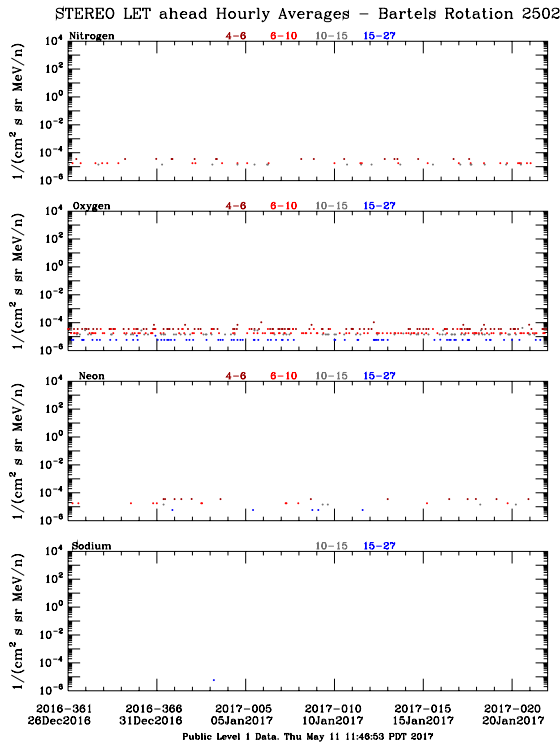 STEREO LET ahead Hourly Averages – Bartels Rotation 2502
Nitrogen 4-6 6-10 10-15 15-27
10^4
10^2
10^0
10^-2
10^-4
10^-6
1/(cm^2 s sr MeV/n)
Oxygen 4-6 6-10 10-15 15-27
10^4
10^2
10^0
10^-2
10^-4
10^-6
1/(cm^2 s sr MeV/n)
Neon 4-6 6-10 10-15 15-27
10^4
10^2
10^0
10^-2
10^-4
10^-6
1/(cm^2 s sr MeV/n)
Sodium 10-15 15-27
10^4
10^2
10^0
10^-2
10^-4
10^-6
1/(cm^2 s sr MeV/n)
2016-361 2016-366 2017-005 2017-010 2017-015 2017-020
26Dec2016 31Dec2016 05Jan2017 10Jan2017 15Jan2017 20Jan2017
Public Level 1 Data. Thu May 11 11:46:53 PDT 2017